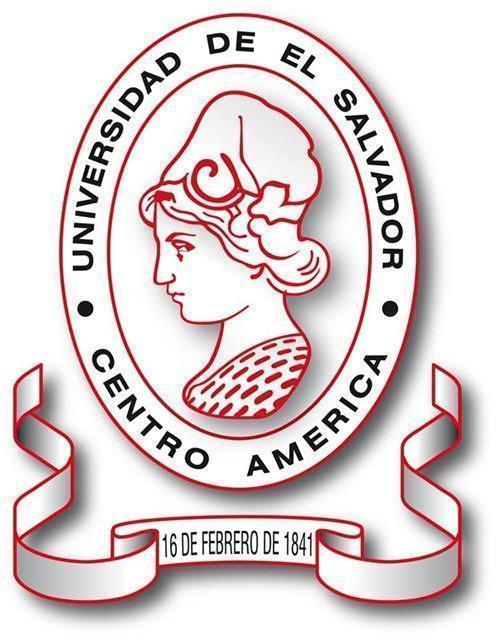 UNIVERSIDAD DE EL SALVADOR
CENTRO AMERICA
16 DE FEBRERO DE 1841